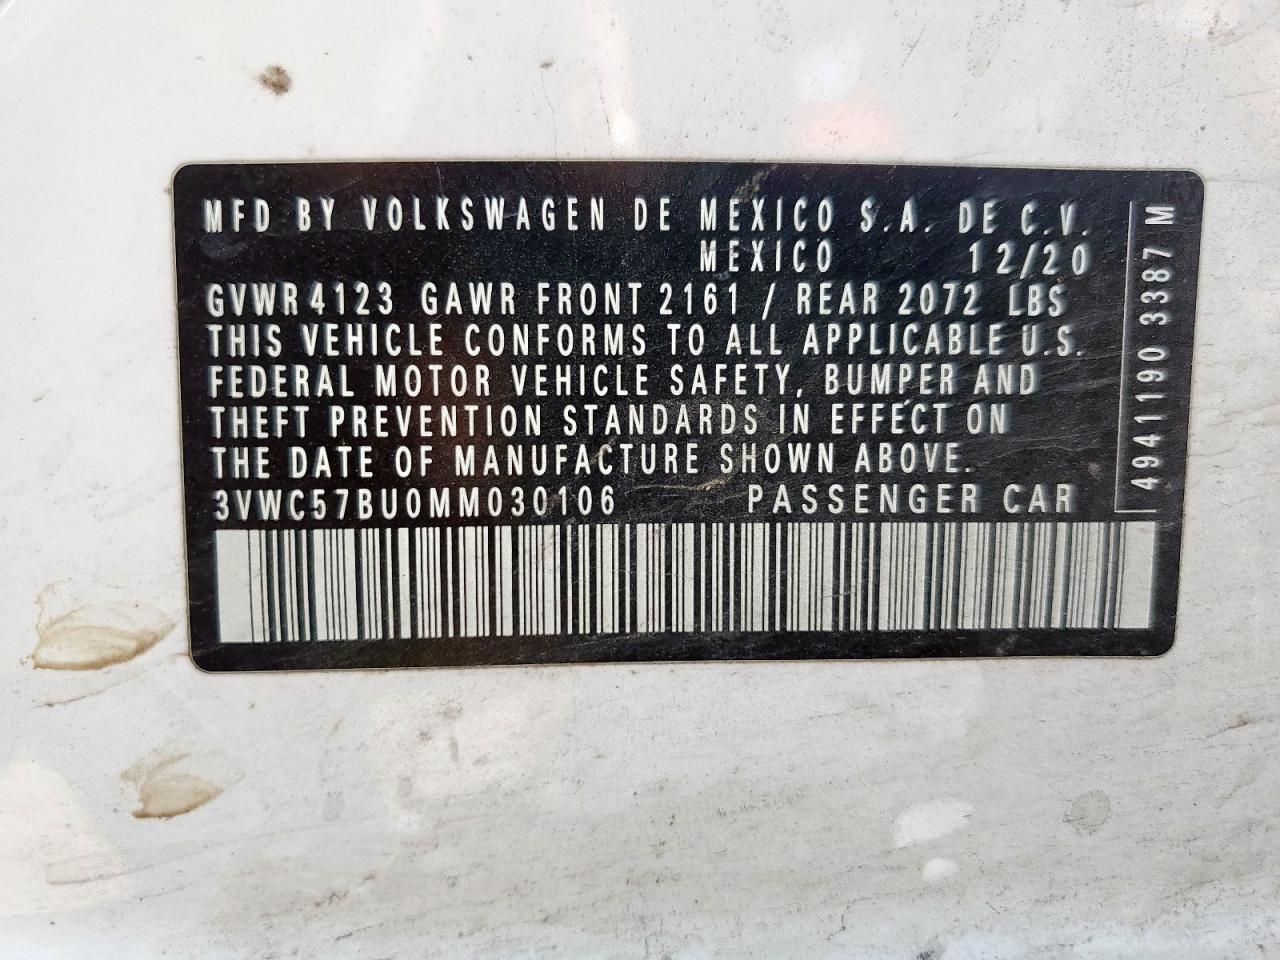 MFD BY VOLKSWAGEN DE MEXICO S.A. DE C.V.
MEXICO 12/20
GVWR 4123 GAWR FRONT 2161 / REAR 2072 LBS
THIS VEHICLE CONFORMS TO ALL APPLICABLE U.S.
FEDERAL MOTOR VEHICLE SAFETY, BUMPER AND
THEFT PREVENTION STANDARDS IN EFFECT ON
THE DATE OF MANUFACTURE SHOWN ABOVE.
3VWC57BU0MM030106 PASSENGER CAR
4941190 3387 M